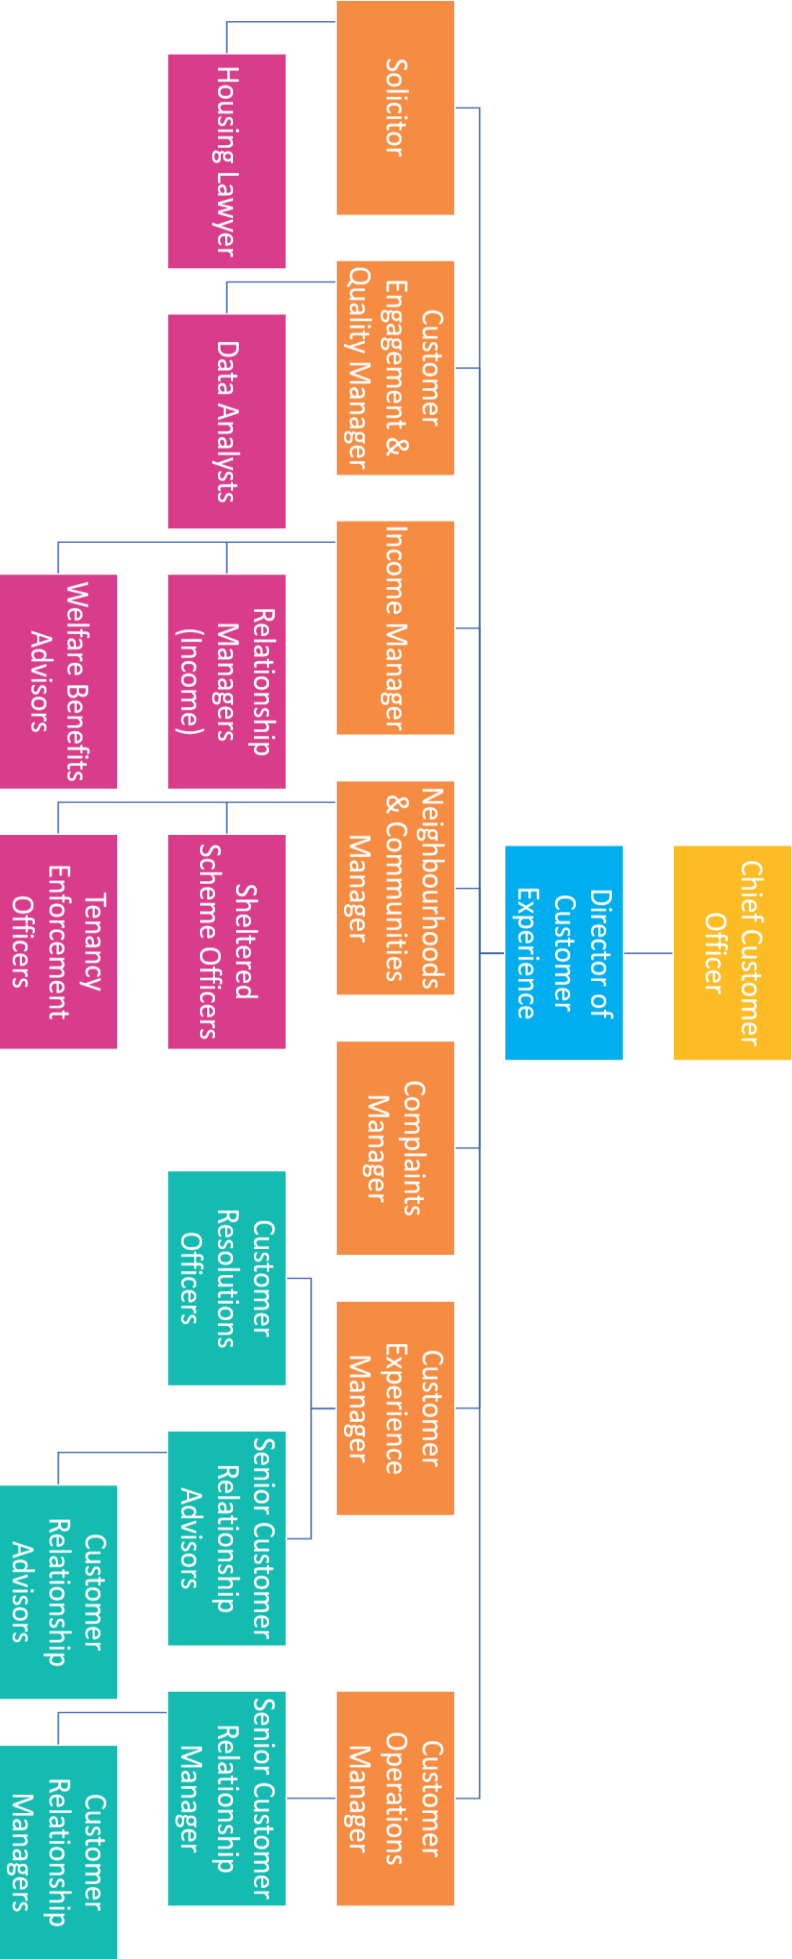 Chief Customer
Officer
Director of
Customer
Experience
Solicitor
Customer
Engagement &
Quality Manager
Income Manager
Neighbourhoods
& Communities
Manager
Complaints
Manager
Customer
Experience
Manager
Customer
Operations
Manager
Housing Lawyer
Data Analysts
Relationship
Managers
(Income)
Sheltered
Scheme Officers
Customer
Resolutions
Officers
Senior Customer
Relationship
Advisors
Senior Customer
Relationship
Manager
Welfare Benefits
Advisors
Tenancy
Enforcement
Officers
Customer
Relationship
Advisors
Customer
Relationship
Managers